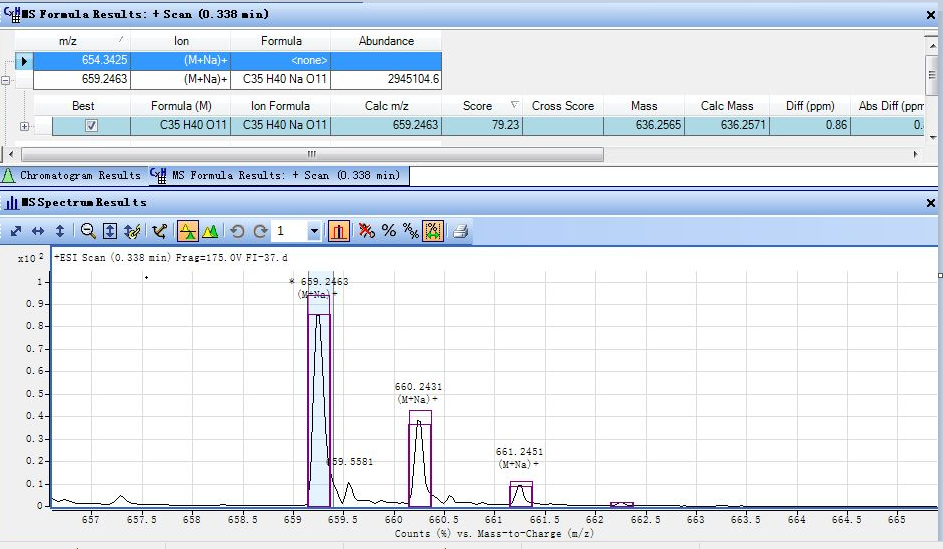 MS Formula Results: + Scan (0.338 min)
m/z Ion Formula Abundance
654.3425 (M+Na)+ <none>
659.2463 (M+Na)+ C35 H40 Na O11 2945104.6
Best Formula (M) Ion Formula Calc m/z Score Cross Score Mass Calc Mass Diff (ppm) Abs Diff (ppm
C35 H40 O11 C35 H40 Na O11 659.2463 79.23 636.2565 636.2571 0.86 0.
Chromatogram Results MS Formula Results: + Scan (0.338 min)
MS Spectrum Results
1
x10 2 +ESI Scan (0.338 min) Frag=175.0V FI-37.d
* 659.2463
(M+Na)+
660.2431
(M+Na)+
661.2451
(M+Na)+
659.5581
1
0.9
0.8
0.7
0.6
0.5
0.4
0.3
0.2
0.1
0
657 657.5 658 658.5 659 659.5 660 660.5 661 661.5 662 662.5 663 663.5 664 664.5 665
Counts (%) vs. Mass-to-Charge (m/z)